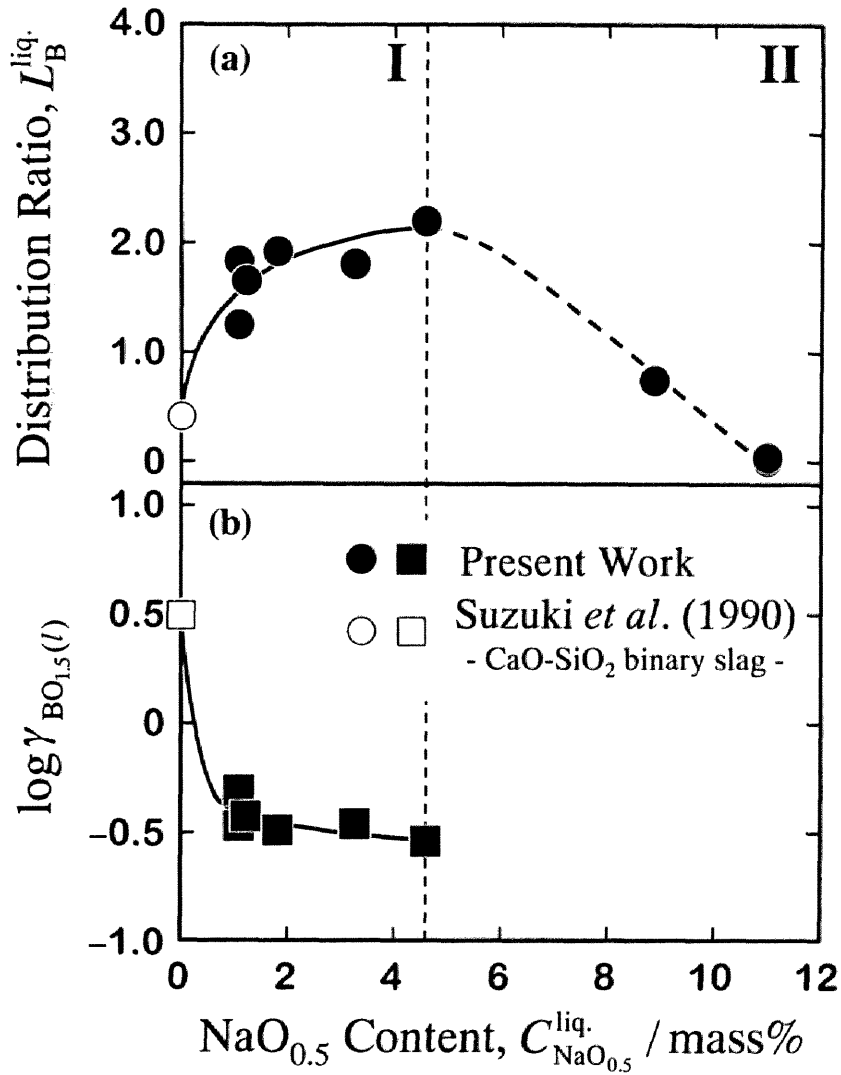 Distribution Ratio, L_B^liq.
4.0
3.0
2.0
1.0
0
(a)
I
II
log γ BO1.5(l)
1.0
0.5
0
−0.5
−1.0
(b)
Present Work
Suzuki et al. (1990)
- CaO-SiO2 binary slag -
0 2 4 6 8 10 12
NaO0.5 Content, C_NaO0.5^liq. / mass%